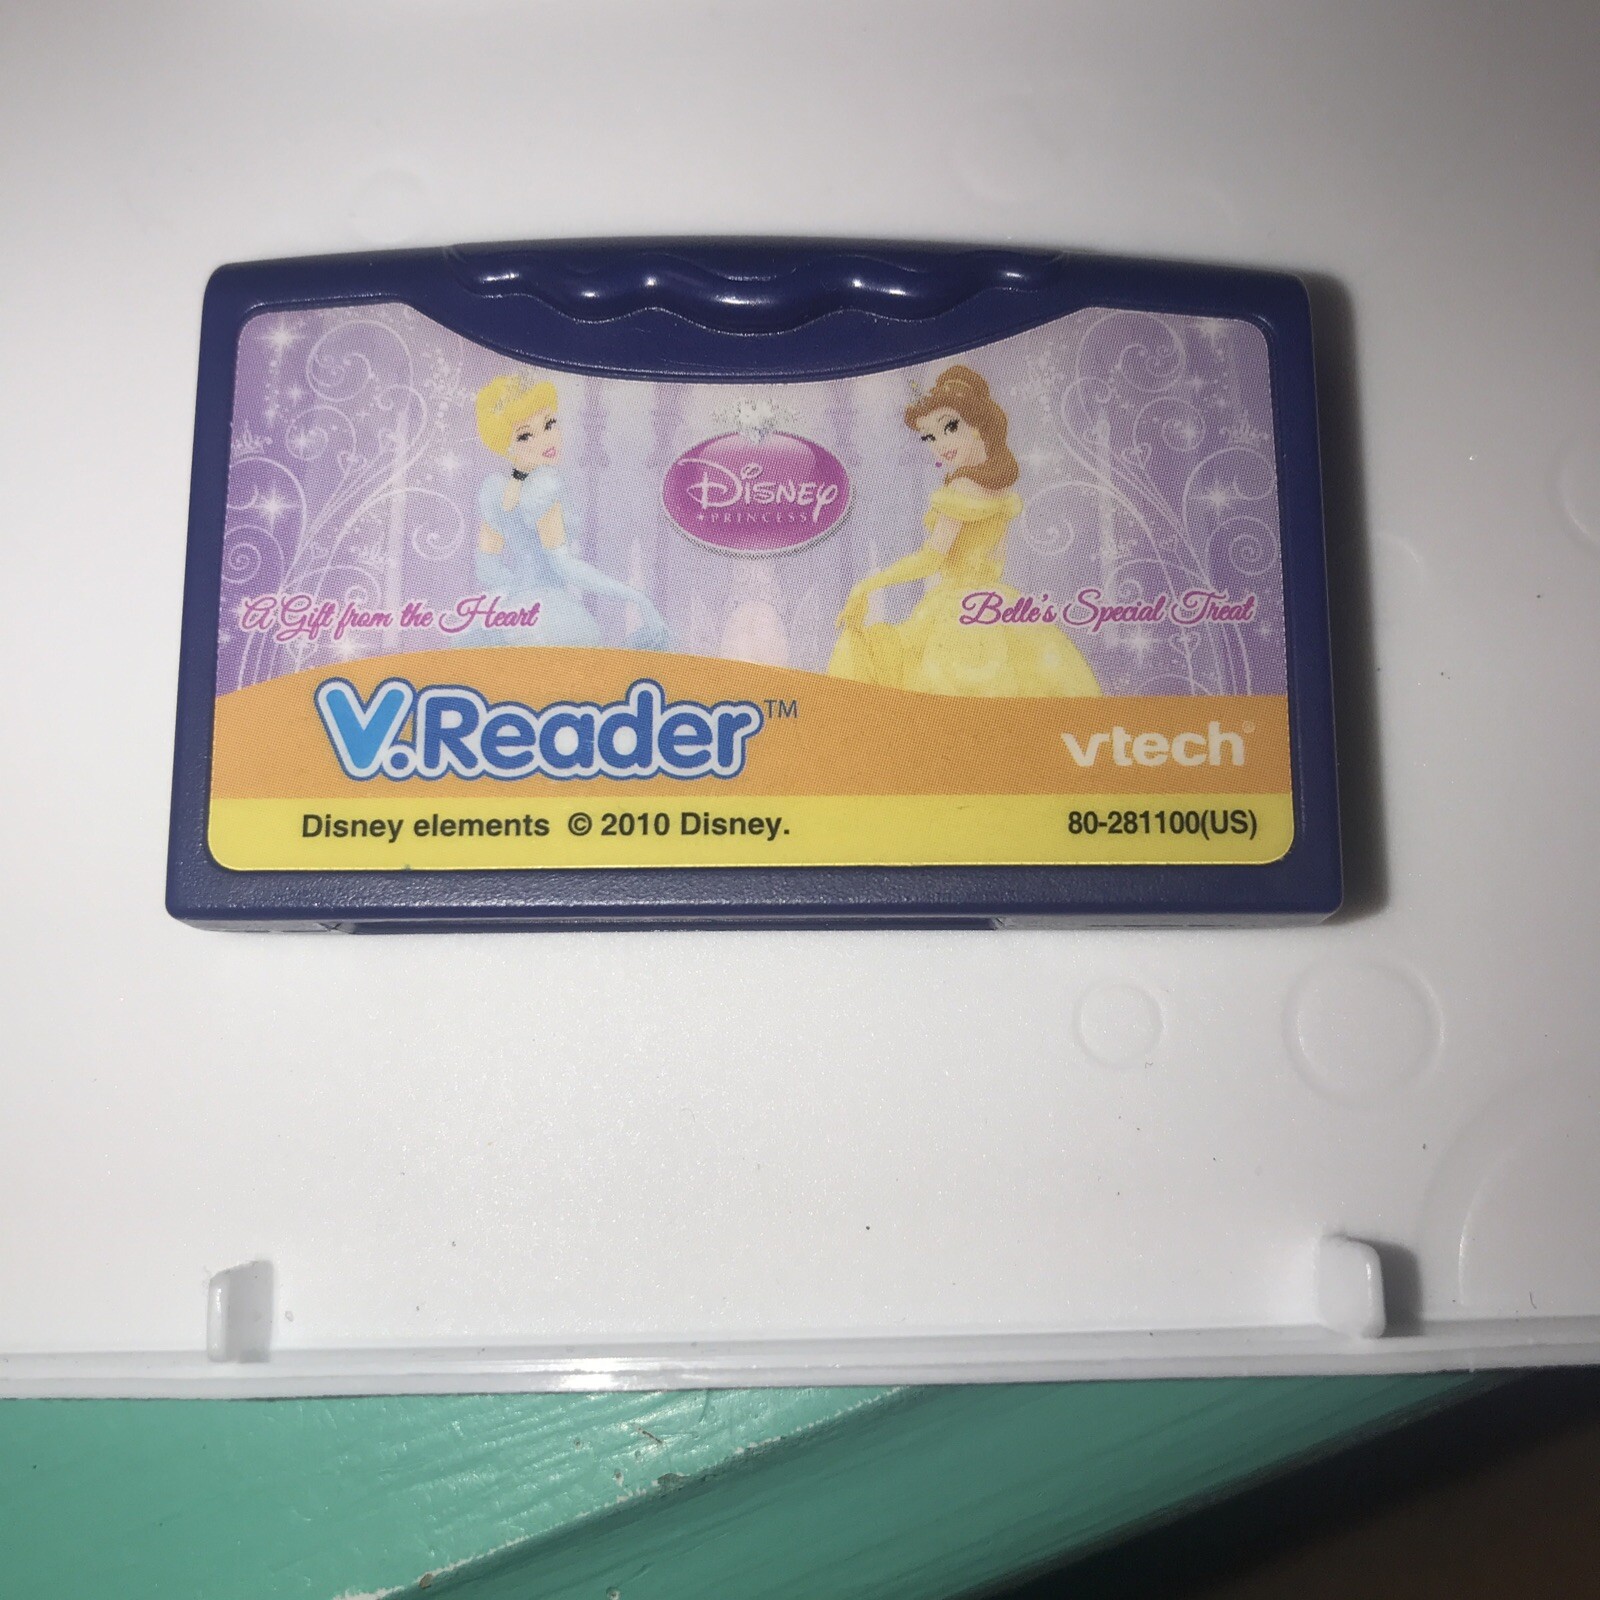 Disney
PRINCESS
A Gift from the Heart
Belle's Special Treat
V.Reader™
vtech®
Disney elements © 2010 Disney.
80-281100(US)